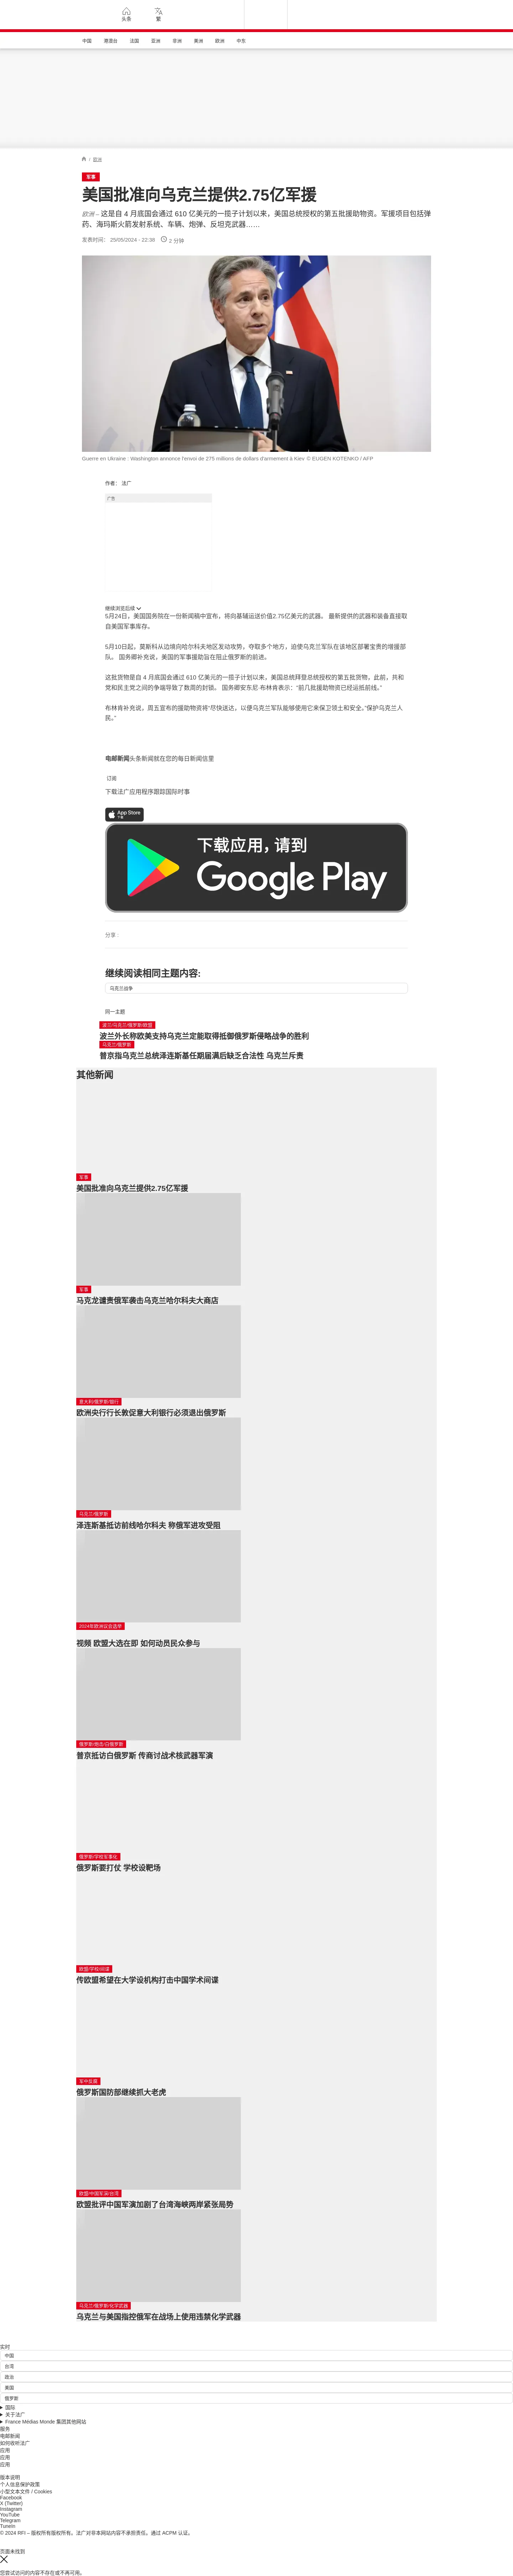 头条
繁
中国
港澳台
法国
亚洲
非洲
美洲
欧洲
中东
/ 欧洲
军事
美国批准向乌克兰提供2.75亿军援
欧洲 – 这是自 4 月底国会通过 610 亿美元的一揽子计划以来，美国总统授权的第五批援助物资。军援项目包括弹
药、海玛斯火箭发射系统、车辆、炮弹、反坦克武器……
发表时间： 25/05/2024 - 22:38 2 分钟
Guerre en Ukraine : Washington annonce l'envoi de 275 millions de dollars d'armement à Kiev © EUGEN KOTENKO / AFP
作者： 法广
广告
继续浏览后续
5月24日，美国国务院在一份新闻稿中宣布，将向基辅运送价值2.75亿美元的武器。 最新提供的武器和装备直接取
自美国军事库存。
5月10日起，莫斯科从边境向哈尔科夫地区发动攻势，夺取多个地方，迫使乌克兰军队在该地区部署宝贵的增援部
队。 国务卿补充说，美国的军事援助旨在阻止俄罗斯的前进。
这批货物是自 4 月底国会通过 610 亿美元的一揽子计划以来，美国总统拜登总统授权的第五批货物，此前，共和
党和民主党之间的争端导致了数周的封锁。 国务卿安东尼·布林肯表示：“前几批援助物资已经运抵前线。”
布林肯补充说，周五宣布的援助物资将“尽快送达，以便乌克兰军队能够使用它来保卫领土和安全。”保护乌克兰人
民。”
电邮新闻头条新闻就在您的每日新闻信里
订阅
下载法广应用程序跟踪国际时事
App Store
下载应用，请到
Google Play
分享 :
继续阅读相同主题内容:
乌克兰战争
同一主题
波兰/乌克兰/俄罗斯/欧盟
波兰外长称欧美支持乌克兰定能取得抵御俄罗斯侵略战争的胜利
乌克兰/俄罗斯
普京指乌克兰总统泽连斯基任期届满后缺乏合法性 乌克兰斥责
其他新闻
军事
美国批准向乌克兰提供2.75亿军援
军事
马克龙谴责俄军袭击乌克兰哈尔科夫大商店
意大利/俄罗斯/银行
欧洲央行行长敦促意大利银行必须退出俄罗斯
乌克兰/俄罗斯
泽连斯基抵访前线哈尔科夫 称俄军进攻受阻
2024年欧洲议会选举
视频 欧盟大选在即 如何动员民众参与
俄罗斯/核弹/白俄罗斯
普京抵访白俄罗斯 传商讨战术核武器军演
俄罗斯/学校军事化
俄罗斯要打仗 学校设靶场
欧盟/学校/间谍
传欧盟希望在大学设机构打击中国学术间谍
军中反腐
俄罗斯国防部继续抓大老虎
欧盟/中国军演/台湾
欧盟批评中国军演加剧了台湾海峡两岸紧张局势
乌克兰/俄罗斯/化学武器
乌克兰与美国指控俄军在战场上使用违禁化学武器
实时
中国
台湾
政治
美国
俄罗斯
国际
关于法广
France Médias Monde 集团其他网站
服务
电邮新闻
如何收听法广
应用
应用
应用
版本说明
个人信息保护政策
小型文本文件 / Cookies
Facebook
X (Twitter)
Instagram
YouTube
Telegram
TuneIn
© 2024 RFI – 版权所有版权所有。法广对非本网站内容不承担责任。通过 ACPM 认证。
页面未找到
您尝试访问的内容不存在或不再可用。